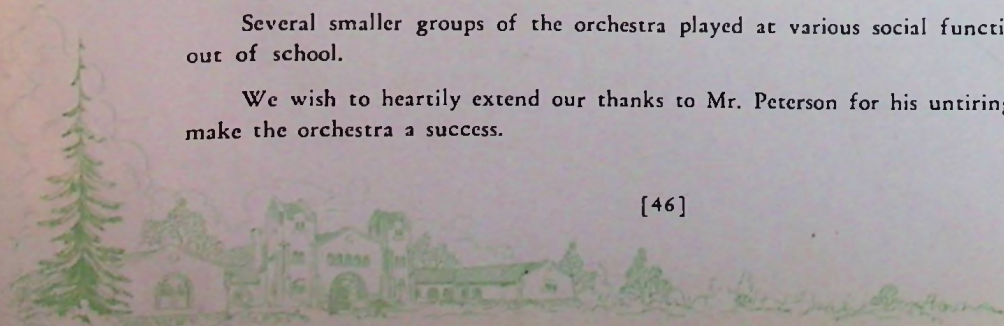 Several smaller groups of the orchestra played at various social functi
out of school.
We wish to heartily extend our thanks to Mr. Peterson for his untiring
make the orchestra a success.
[46]